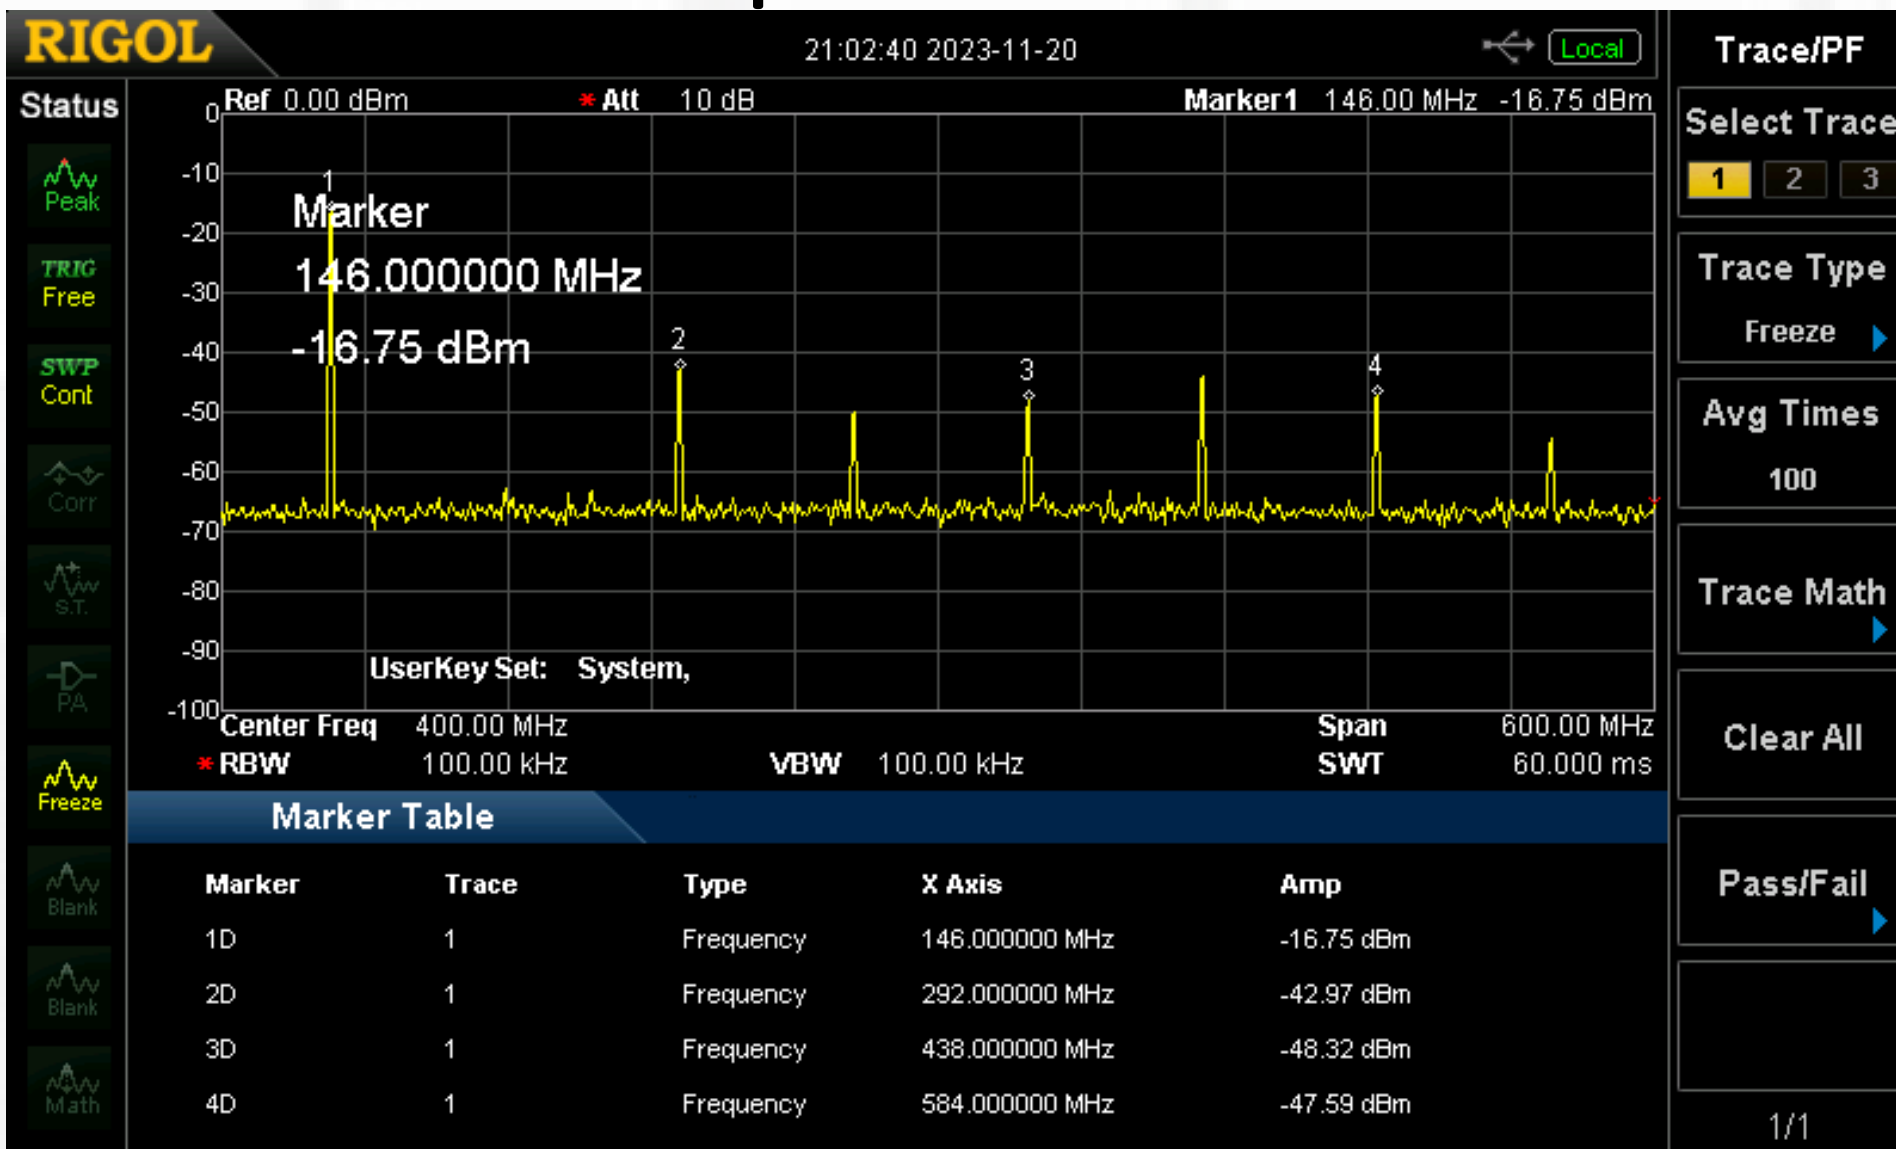 RIGOL
21:02:40 2023-11-20
Local
Trace/PF
Status
Ref 0.00 dBm * Att 10 dB Marker1 146.00 MHz -16.75 dBm
Select Trace
1 2 3
Peak
TRIG
Free
SWP
Cont
Corr
S.T.
PA
Freeze
Blank
Blank
Math
0
-10
-20
-30
-40
-50
-60
-70
-80
-90
-100
1
Marker
146.000000 MHz
-16.75 dBm
2
3
4
UserKey Set: System,
Center Freq 400.00 MHz Span 600.00 MHz
* RBW 100.00 kHz VBW 100.00 kHz SWT 60.000 ms
Marker Table
Marker Trace Type X Axis Amp
1D 1 Frequency 146.000000 MHz -16.75 dBm
2D 1 Frequency 292.000000 MHz -42.97 dBm
3D 1 Frequency 438.000000 MHz -48.32 dBm
4D 1 Frequency 584.000000 MHz -47.59 dBm
Trace Type
Freeze
Avg Times
100
Trace Math
Clear All
Pass/Fail
1/1